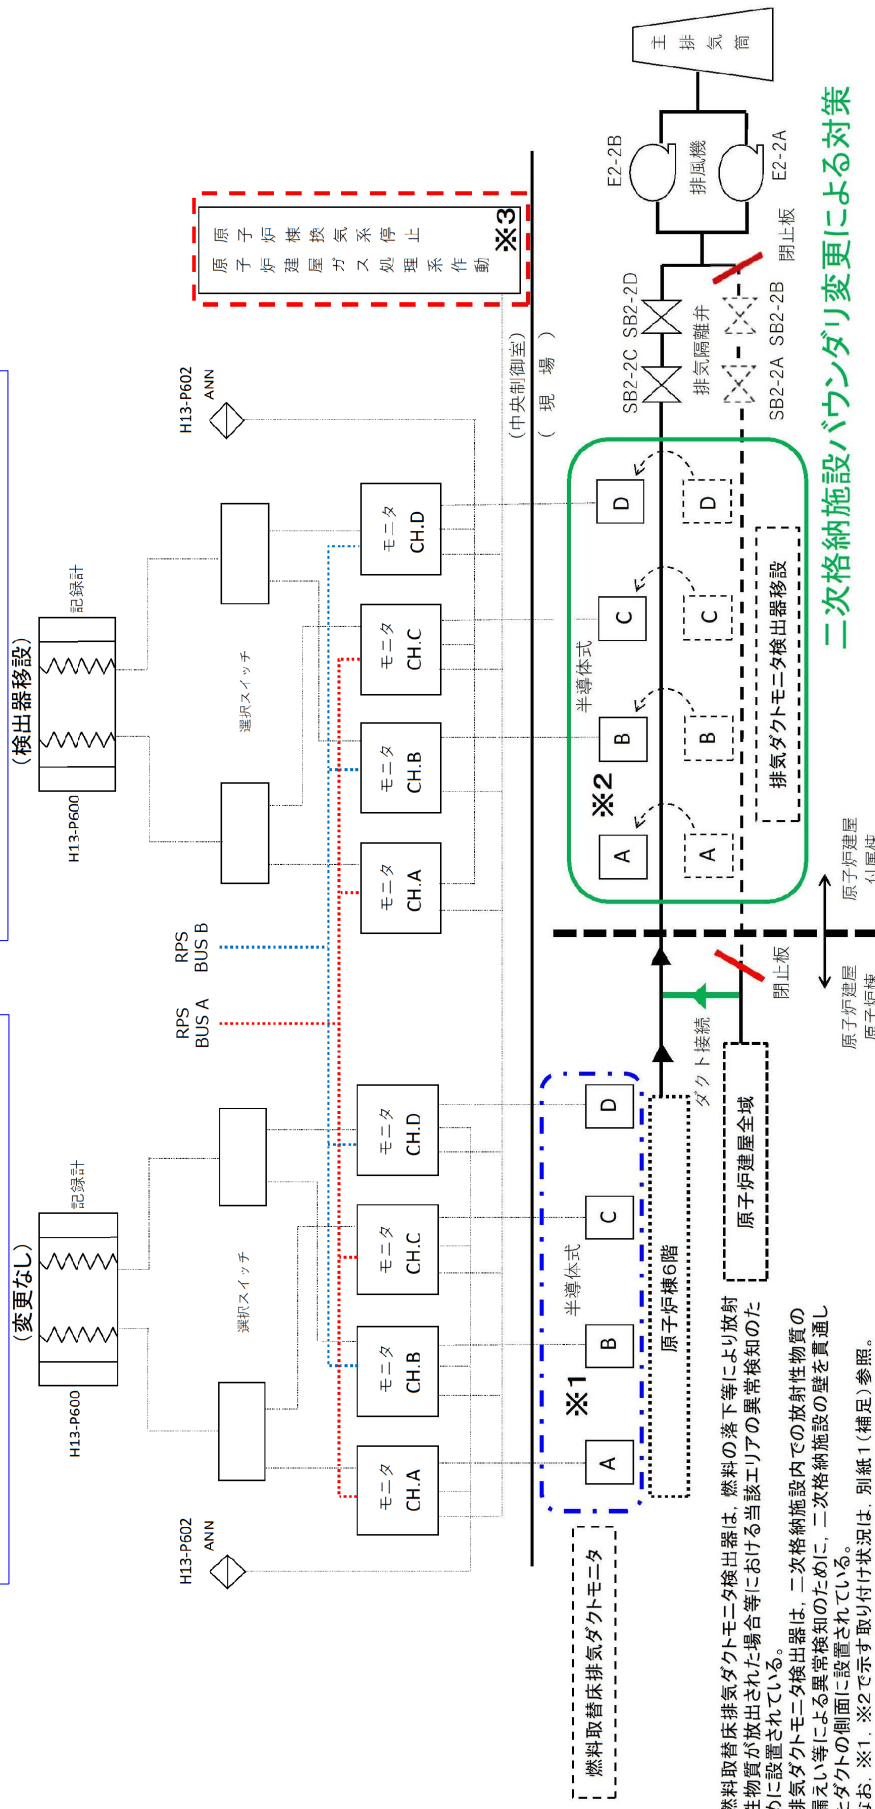 (変更なし)
(検出器移設)
H13-P600
記録計
H13-P600
記録計
選択スイッチ
選択スイッチ
H13-P602
ANN
RPS
BUS A
RPS
BUS B
H13-P602
ANN
モニタ
CH.A
モニタ
CH.B
モニタ
CH.C
モニタ
CH.D
モニタ
CH.A
モニタ
CH.B
モニタ
CH.C
モニタ
CH.D
原子炉棟換気系停止
原子炉建屋ガス処理系作動
※3
(中央制御室)
(現場)
燃料取替床排気ダクトモニタ
※1
半導体式
A
B
C
D
原子炉棟6階
原子炉建屋全域
ダクト接続
閉止板
※2
半導体式
A
B
C
D
A
B
C
D
排気ダクトモニタ検出器移設
SB2-2C
SB2-2D
排気隔離弁
SB2-2A
SB2-2B
閉止板
E2-2B
排風機
E2-2A
主排気筒
原子炉建屋
原子炉棟
原子炉建屋
付属棟
二次格納施設バウンダリ変更による対策
燃料取替床排気ダクトモニタ検出器は，燃料の落下等により放射
性物質が放出された場合等における当該エリアの異常検知のた
めに設置されている。
排気ダクトモニタ検出器は，二次格納施設内での放射性物質の
漏えい等による異常検知のために，二次格納施設の壁を貫通し
たダクトの側面に設置されている。
なお，※1，※2で示す取り付け状況は，別紙1(補足)参照。